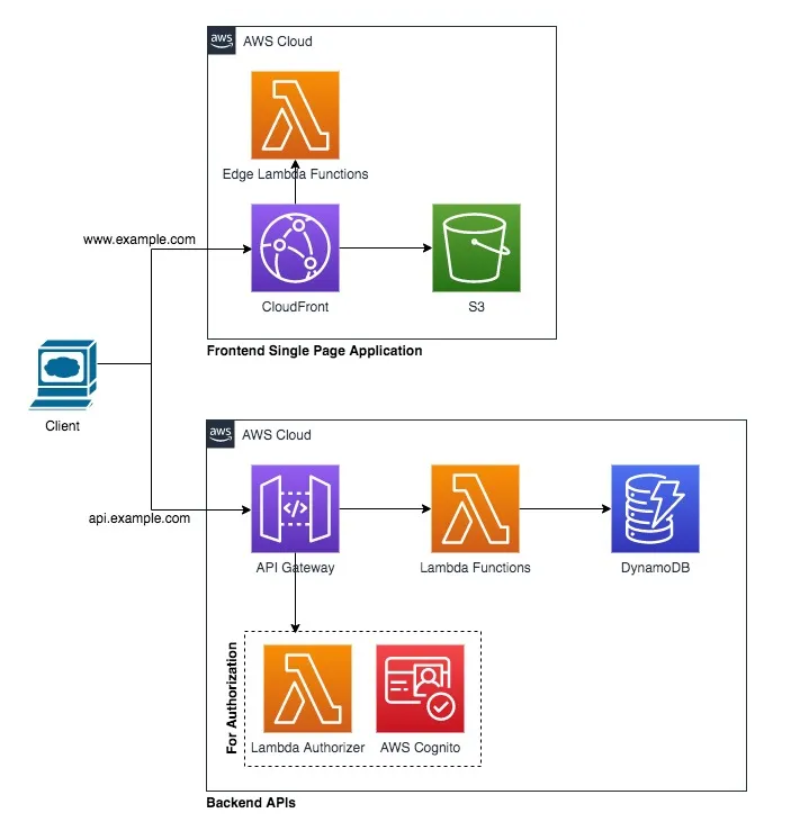 aws
AWS Cloud
Edge Lambda Functions
www.example.com
CloudFront
S3
Frontend Single Page Application
Client
aws
AWS Cloud
api.example.com
</>
API Gateway
Lambda Functions
DynamoDB
For Authorization
Lambda Authorizer
AWS Cognito
Backend APIs